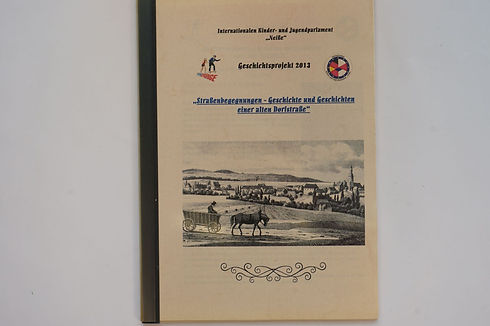 Internationalen Kinder- und Jugendparlament
„Neiße“
Geschichtsprojekt 2013
„Straßenbegegnungen - Geschichte und Geschichten
einer alten Dorfstraße“